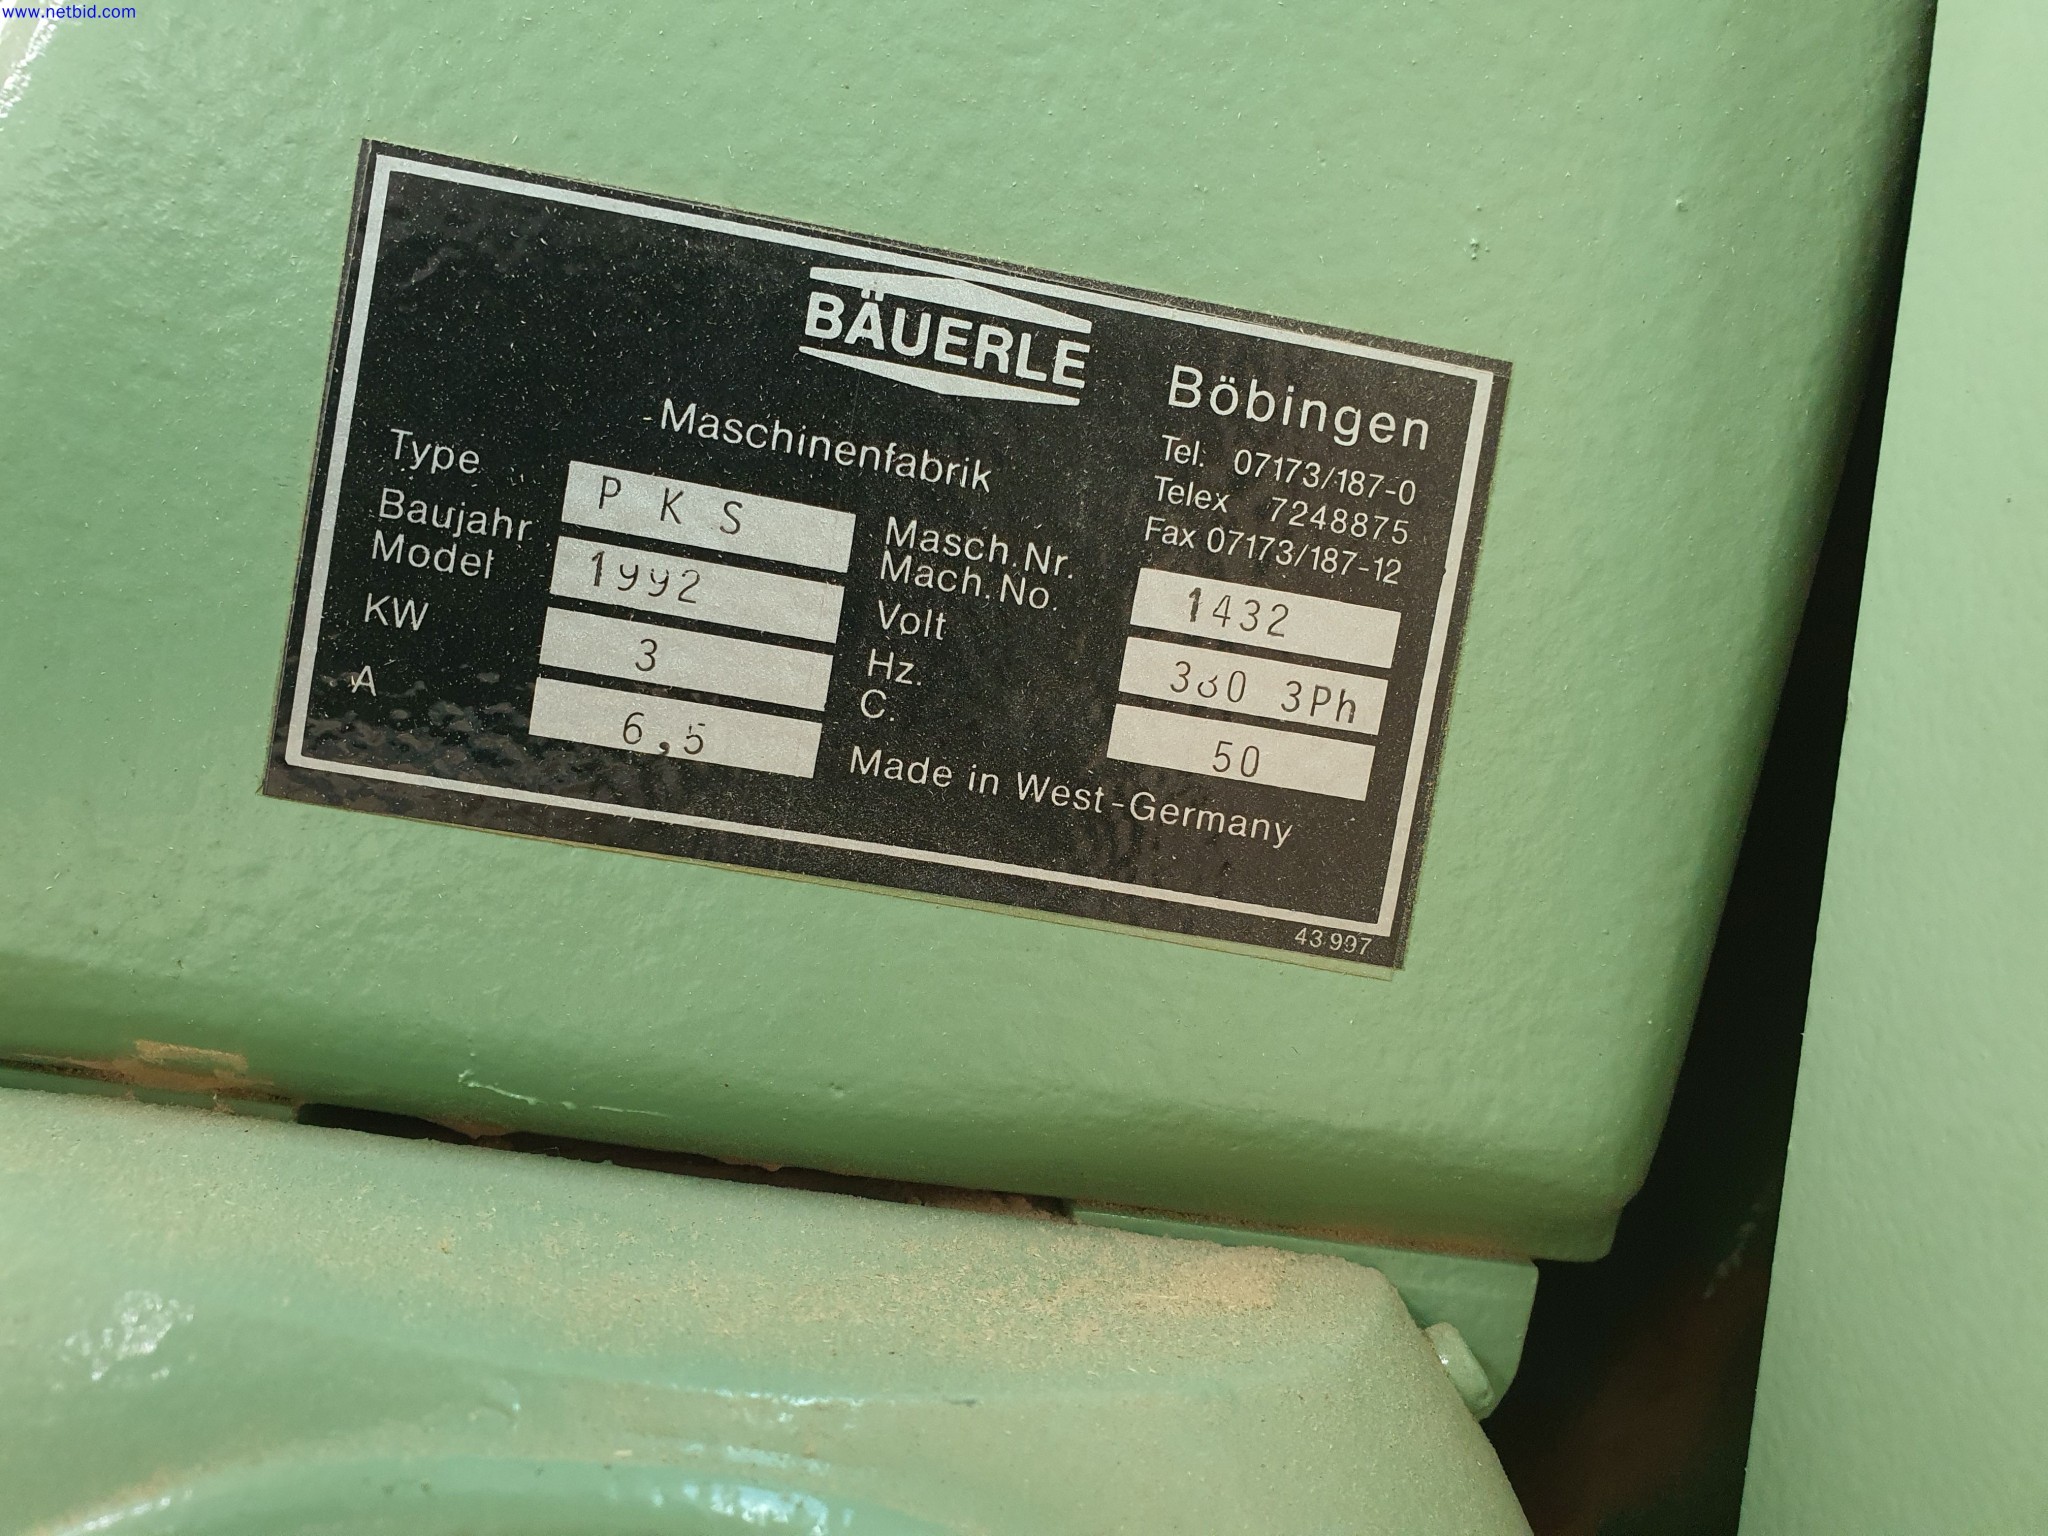 www.netbid.com
BÄUERLE
Böbingen
-Maschinenfabrik
Tel. 07173/187-0
Telex 7248875
Fax 07173/187-12
Type P K S
Baujahr
Model 1992
KW 3
A 6,5
Masch.Nr.
Mach.No. 1432
Volt 380 3Ph
Hz.
C. 50
Made in West-Germany
43.997